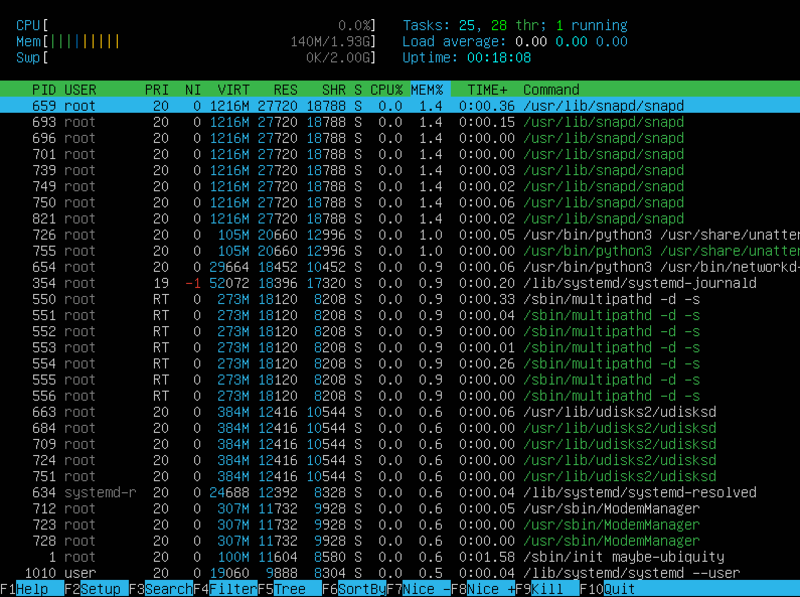 CPU[ 0.0%] Tasks: 25, 28 thr; 1 running
Mem[||||||||| 140M/1.93G] Load average: 0.00 0.00 0.00
Swp[ 0K/2.00G] Uptime: 00:18:08
PID USER PRI NI VIRT RES SHR S CPU% MEM% TIME+ Command
659 root 20 0 1216M 27720 18788 S 0.0 1.4 0:00.36 /usr/lib/snapd/snapd
693 root 20 0 1216M 27720 18788 S 0.0 1.4 0:00.15 /usr/lib/snapd/snapd
696 root 20 0 1216M 27720 18788 S 0.0 1.4 0:00.00 /usr/lib/snapd/snapd
701 root 20 0 1216M 27720 18788 S 0.0 1.4 0:00.00 /usr/lib/snapd/snapd
739 root 20 0 1216M 27720 18788 S 0.0 1.4 0:00.03 /usr/lib/snapd/snapd
749 root 20 0 1216M 27720 18788 S 0.0 1.4 0:00.02 /usr/lib/snapd/snapd
750 root 20 0 1216M 27720 18788 S 0.0 1.4 0:00.06 /usr/lib/snapd/snapd
821 root 20 0 1216M 27720 18788 S 0.0 1.4 0:00.02 /usr/lib/snapd/snapd
726 root 20 0 105M 20660 12996 S 0.0 1.0 0:00.05 /usr/bin/python3 /usr/share/unatter
755 root 20 0 105M 20660 12996 S 0.0 1.0 0:00.00 /usr/bin/python3 /usr/share/unatter
654 root 20 0 29664 18452 10452 S 0.0 0.9 0:00.06 /usr/bin/python3 /usr/bin/networkd-
354 root 19 -1 52072 18396 17320 S 0.0 0.9 0:00.20 /lib/systemd/systemd-journald
550 root RT 0 273M 18120 8208 S 0.0 0.9 0:00.33 /sbin/multipathd -d -s
551 root RT 0 273M 18120 8208 S 0.0 0.9 0:00.04 /sbin/multipathd -d -s
552 root RT 0 273M 18120 8208 S 0.0 0.9 0:00.00 /sbin/multipathd -d -s
553 root RT 0 273M 18120 8208 S 0.0 0.9 0:00.01 /sbin/multipathd -d -s
554 root RT 0 273M 18120 8208 S 0.0 0.9 0:00.26 /sbin/multipathd -d -s
555 root RT 0 273M 18120 8208 S 0.0 0.9 0:00.00 /sbin/multipathd -d -s
556 root RT 0 273M 18120 8208 S 0.0 0.9 0:00.00 /sbin/multipathd -d -s
663 root 20 0 384M 12416 10544 S 0.0 0.6 0:00.06 /usr/lib/udisks2/udisksd
684 root 20 0 384M 12416 10544 S 0.0 0.6 0:00.00 /usr/lib/udisks2/udisksd
709 root 20 0 384M 12416 10544 S 0.0 0.6 0:00.00 /usr/lib/udisks2/udisksd
724 root 20 0 384M 12416 10544 S 0.0 0.6 0:00.00 /usr/lib/udisks2/udisksd
751 root 20 0 384M 12416 10544 S 0.0 0.6 0:00.00 /usr/lib/udisks2/udisksd
634 systemd-r 20 0 24688 12392 8328 S 0.0 0.6 0:00.04 /lib/systemd/systemd-resolved
712 root 20 0 307M 11732 9928 S 0.0 0.6 0:00.05 /usr/sbin/ModemManager
723 root 20 0 307M 11732 9928 S 0.0 0.6 0:00.00 /usr/sbin/ModemManager
728 root 20 0 307M 11732 9928 S 0.0 0.6 0:00.00 /usr/sbin/ModemManager
1 root 20 0 100M 11604 8580 S 0.0 0.6 0:01.58 /sbin/init maybe-ubiquity
1010 user 20 0 19060 9888 8304 S 0.0 0.5 0:00.04 /lib/systemd/systemd --user
F1Help F2Setup F3SearchF4FilterF5Tree F6SortByF7Nice -F8Nice +F9Kill F10Quit